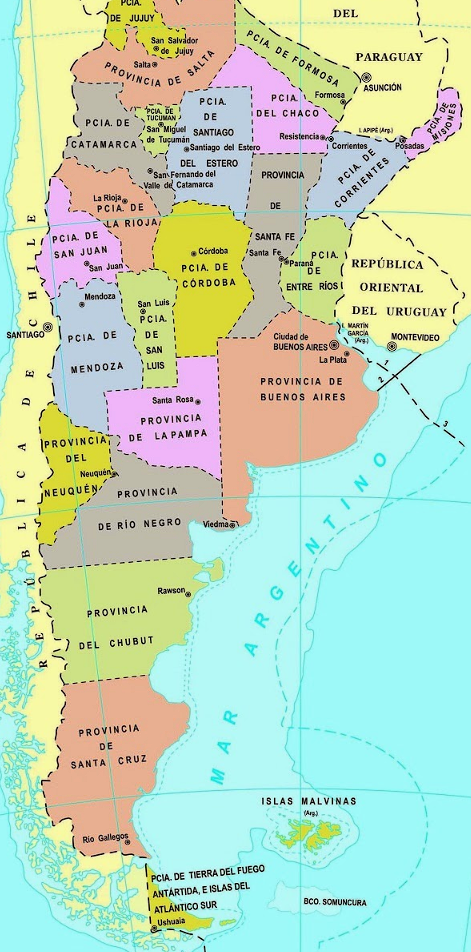 PCIA.
DE JUJUY
San Salvador
de Jujuy
DEL
PARAGUAY
ASUNCIÓN
Salta
PROVINCIA DE SALTA
PCIA. DE FORMOSA
Formosa
PCIA. DE
CATAMARCA
PCIA. DE
TUCUMÁN
San Miguel
de Tucumán
PCIA.
DE
SANTIAGO
Santiago del Estero
DEL ESTERO
PCIA.
DEL CHACO
Resistencia
Corrientes
I. APIPÉ (Arg.)
Posadas
PCIA. DE
MISIONES
PCIA. DE
CORRIENTES
San Fernando del
Valle de Catamarca
La Rioja
PCIA. DE
LA RIOJA
PROVINCIA
DE
SANTA FE
Santa Fe
Paraná
PCIA.
DE
ENTRE RÍOS
PCIA. DE
SAN JUAN
San Juan
Córdoba
PCIA. DE
CÓRDOBA
REPÚBLICA
ORIENTAL
DEL URUGUAY
MONTEVIDEO
I. MARTÍN
GARCÍA
(Arg.)
Mendoza
PCIA. DE
MENDOZA
San Luis
PCIA.
DE
SAN
LUIS
SANTIAGO
Ciudad de
BUENOS AIRES
La Plata
1
2
3
PROVINCIA DE
BUENOS AIRES
Santa Rosa
PROVINCIA
DE LA PAMPA
PROVINCIA
DEL
NEUQUÉN
Neuquén
PROVINCIA
DE RÍO NEGRO
Viedma
REPÚBLICA DE CHILE
MAR ARGENTINO
Rawson
PROVINCIA
DEL CHUBUT
PROVINCIA
DE
SANTA CRUZ
Río Gallegos
ISLAS MALVINAS
(Arg.)
PCIA. DE TIERRA DEL FUEGO
ANTÁRTIDA, E ISLAS DEL
ATLÁNTICO SUR
Ushuaia
BCO. SOMUNCURA